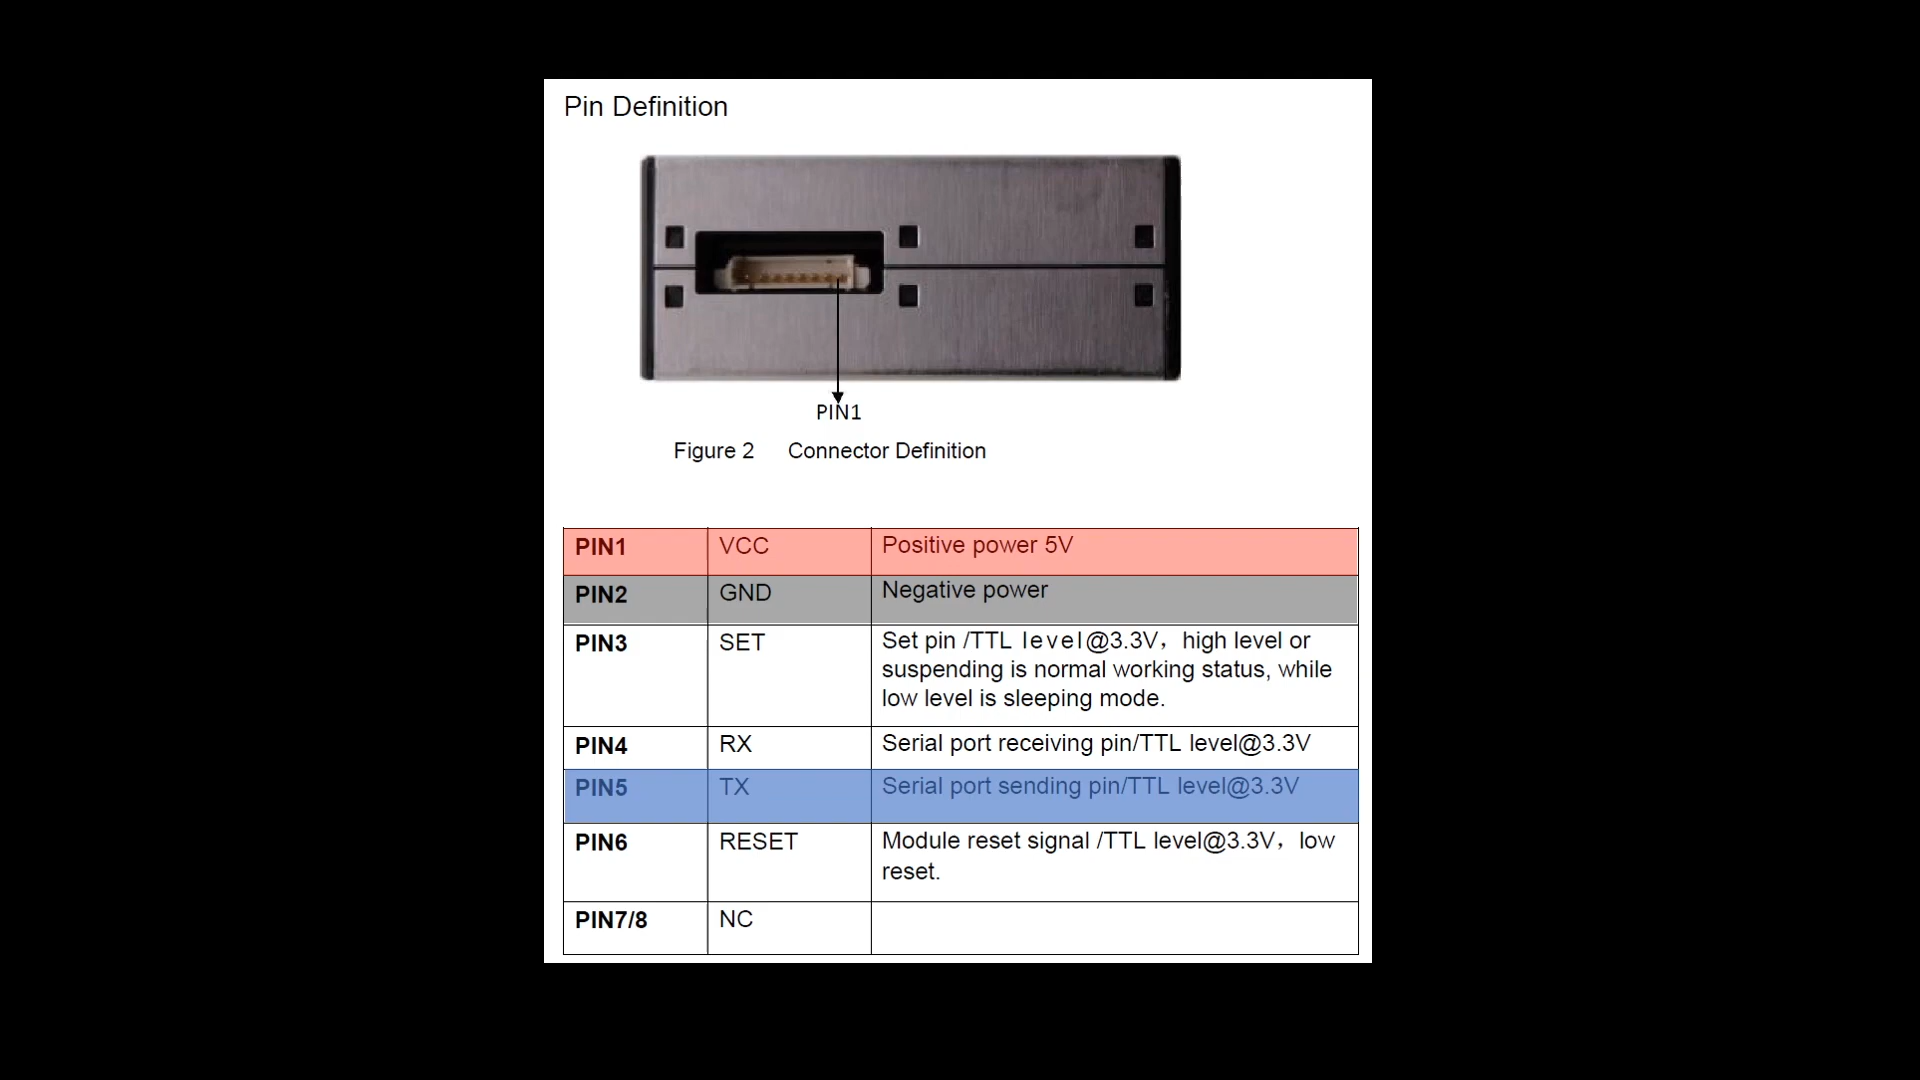 Pin Definition
PIN1
Figure 2 Connector Definition
PIN1 VCC Positive power 5V
PIN2 GND Negative power
PIN3 SET Set pin /TTL level@3.3V，high level or
suspending is normal working status, while
low level is sleeping mode.
PIN4 RX Serial port receiving pin/TTL level@3.3V
PIN5 TX Serial port sending pin/TTL level@3.3V
PIN6 RESET Module reset signal /TTL level@3.3V，low
reset.
PIN7/8 NC